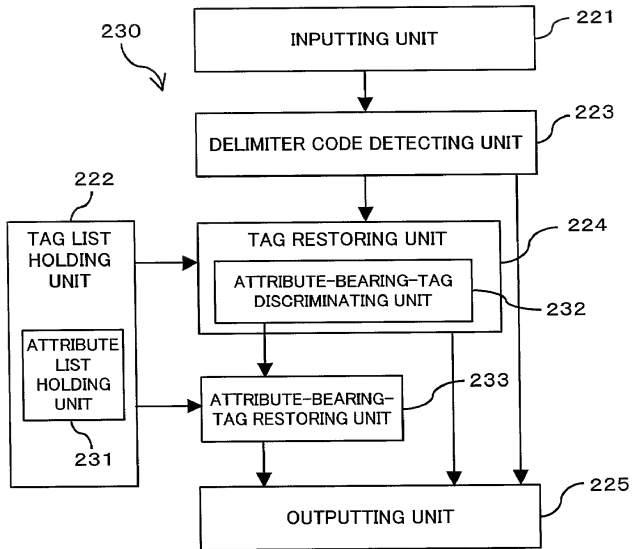 230
INPUTTING UNIT
221
DELIMITER CODE DETECTING UNIT
223
222
TAG LIST
HOLDING
UNIT
ATTRIBUTE
LIST
HOLDING
UNIT
231
TAG RESTORING UNIT
224
ATTRIBUTE-BEARING-TAG
DISCRIMINATING UNIT
232
ATTRIBUTE-BEARING-
TAG RESTORING UNIT
233
OUTPUTTING UNIT
225